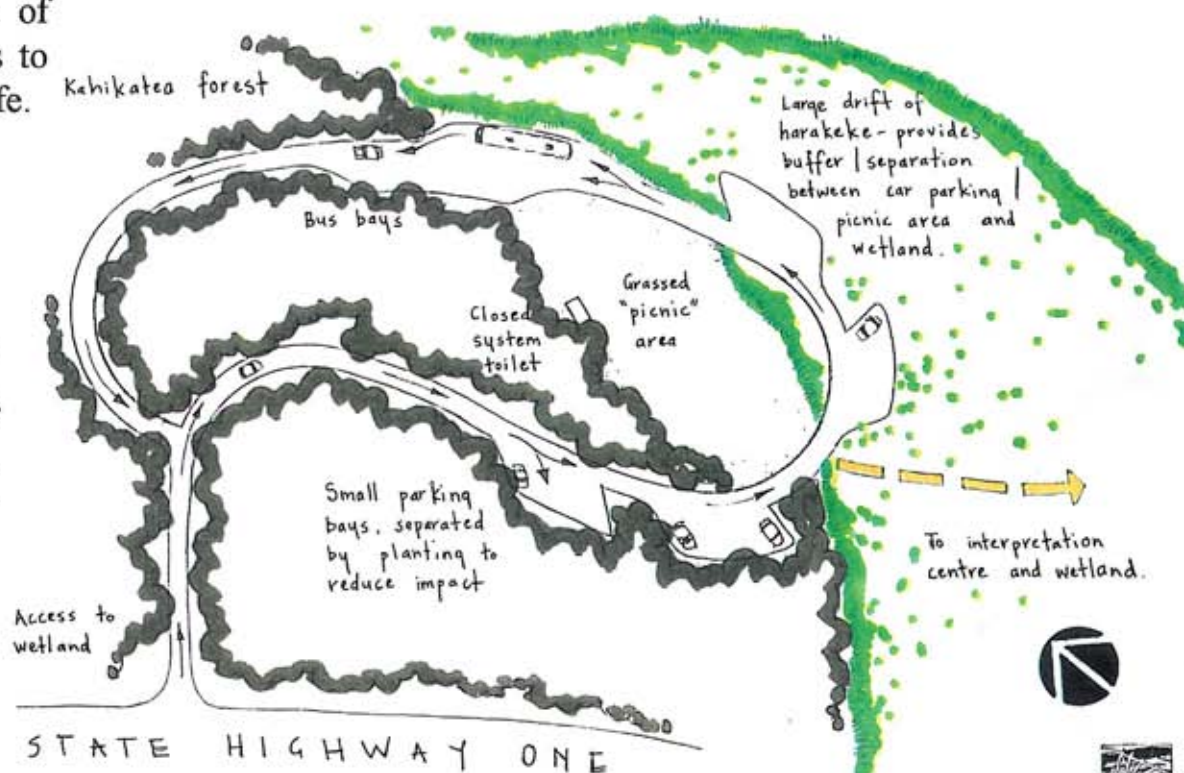 of
s to
fe.
Kahikatea forest
Large drift of
harakeke - provides
buffer / separation
between car parking /
picnic area and
wetland.
Bus bays
Grassed
"picnic"
area
Closed
system
toilet
Small parking
bays, separated
by planting to
reduce impact
To interpretation
centre and wetland.
Access to
wetland
STATE HIGHWAY ONE